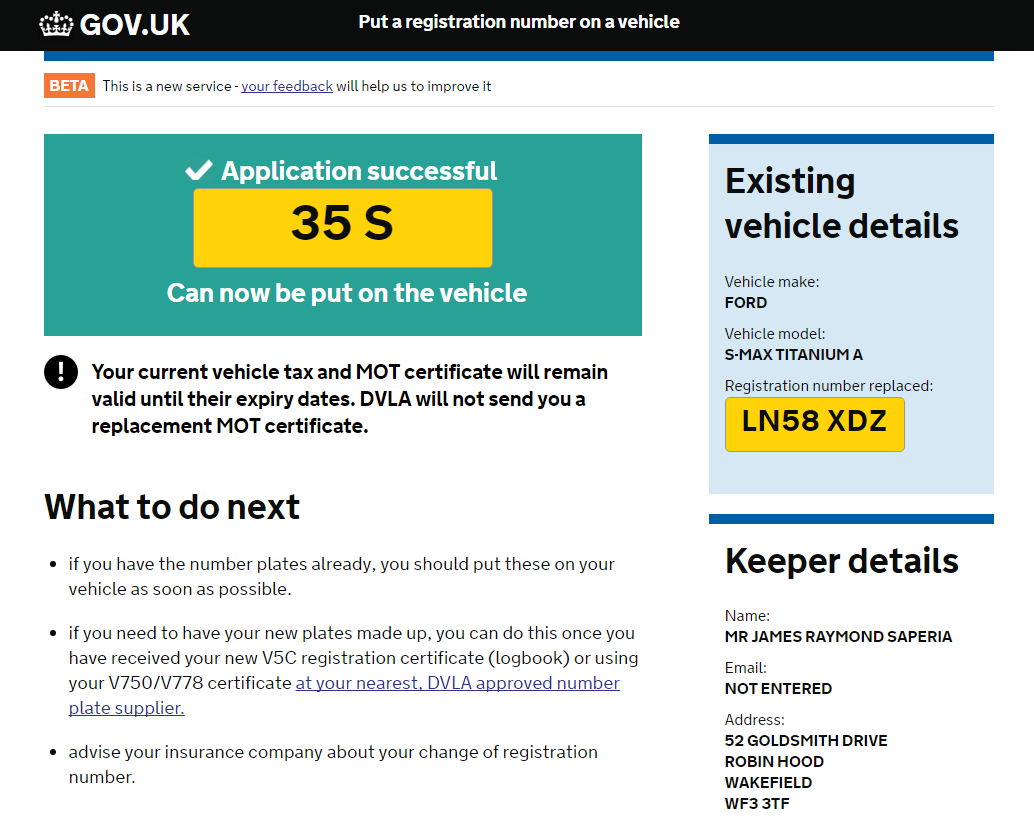 GOV.UK
Put a registration number on a vehicle
BETA This is a new service - your feedback will help us to improve it
Application successful
35 S
Can now be put on the vehicle
Your current vehicle tax and MOT certificate will remain
valid until their expiry dates. DVLA will not send you a
replacement MOT certificate.
What to do next
if you have the number plates already, you should put these on your
vehicle as soon as possible.
if you need to have your new plates made up, you can do this once you
have received your new V5C registration certificate (logbook) or using
your V750/V778 certificate at your nearest, DVLA approved number
plate supplier.
advise your insurance company about your change of registration
number.
Existing
vehicle details
Vehicle make:
FORD
Vehicle model:
S-MAX TITANIUM A
Registration number replaced:
LN58 XDZ
Keeper details
Name:
MR JAMES RAYMOND SAPERIA
Email:
NOT ENTERED
Address:
52 GOLDSMITH DRIVE
ROBIN HOOD
WAKEFIELD
WF3 3TF